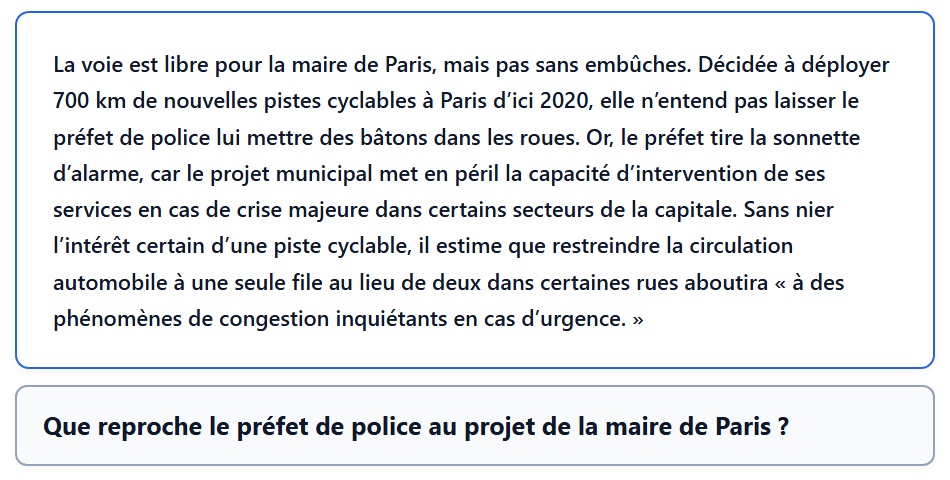 La voie est libre pour la maire de Paris, mais pas sans embûches. Décidée à déployer
700 km de nouvelles pistes cyclables à Paris d’ici 2020, elle n’entend pas laisser le
préfet de police lui mettre des bâtons dans les roues. Or, le préfet tire la sonnette
d’alarme, car le projet municipal met en péril la capacité d’intervention de ses
services en cas de crise majeure dans certains secteurs de la capitale. Sans nier
l’intérêt certain d’une piste cyclable, il estime que restreindre la circulation
automobile à une seule file au lieu de deux dans certaines rues aboutira « à des
phénomènes de congestion inquiétants en cas d’urgence. »
Que reproche le préfet de police au projet de la maire de Paris ?